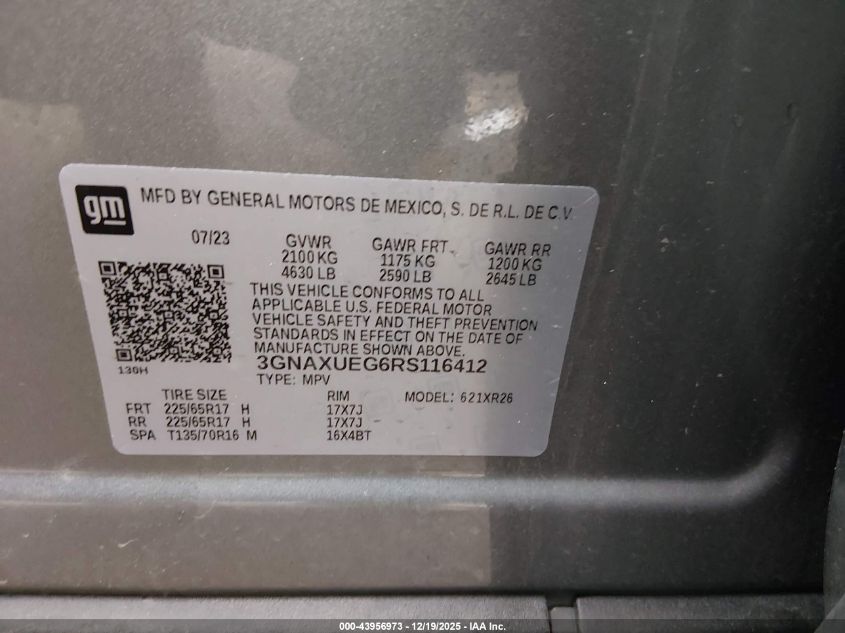 gm
MFD BY GENERAL MOTORS DE MEXICO, S. DE R.L. DE C.V.
07/23 GVWR GAWR FRT. GAWR RR
2100 KG 1175 KG 1200 KG
4630 LB 2590 LB 2645 LB
THIS VEHICLE CONFORMS TO ALL
APPLICABLE U.S. FEDERAL MOTOR
VEHICLE SAFETY AND THEFT PREVENTION
STANDARDS IN EFFECT ON THE DATE OF
MANUFACTURE SHOWN ABOVE.
3GNAXUEG6RS116412
130H
TYPE: MPV
TIRE SIZE RIM MODEL: 621XR26
FRT 225/65R17 H 17X7J
RR 225/65R17 H 17X7J
SPA T135/70R16 M 16X4BT
000-43956973 - 12/19/2025 - IAA Inc.